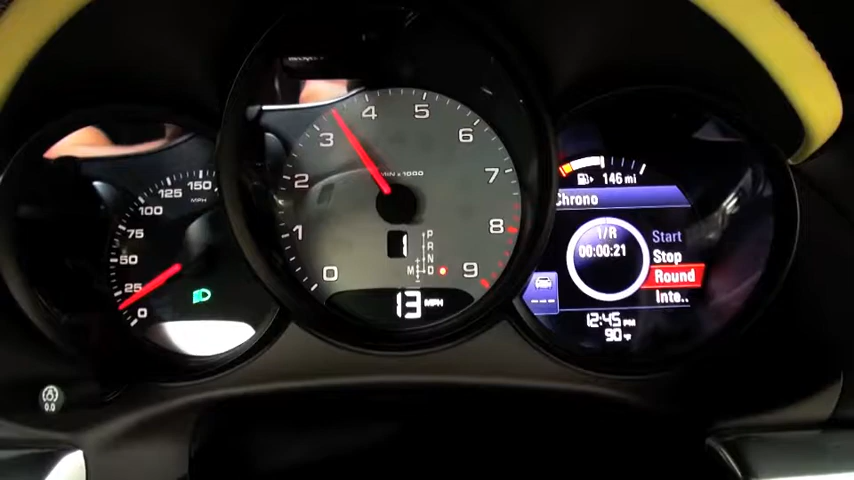 0
25
50
75
100
125
150
MPH
0
1
2
3
4
5
6
7
8
9
MIN x 1000
1
P
R
N
M D
13 MPH
146 mi
Chrono
1/R
00:00:21
Start
Stop
Round
Inte..
--.--
12:45 PM
90 °F
0.0